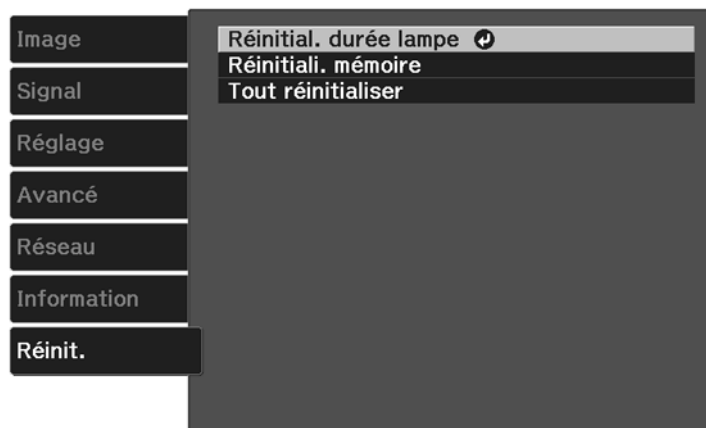 Image
Signal
Réglage
Avancé
Réseau
Information
Réinit.
Réinitial. durée lampe
Réinitiali. mémoire
Tout réinitialiser